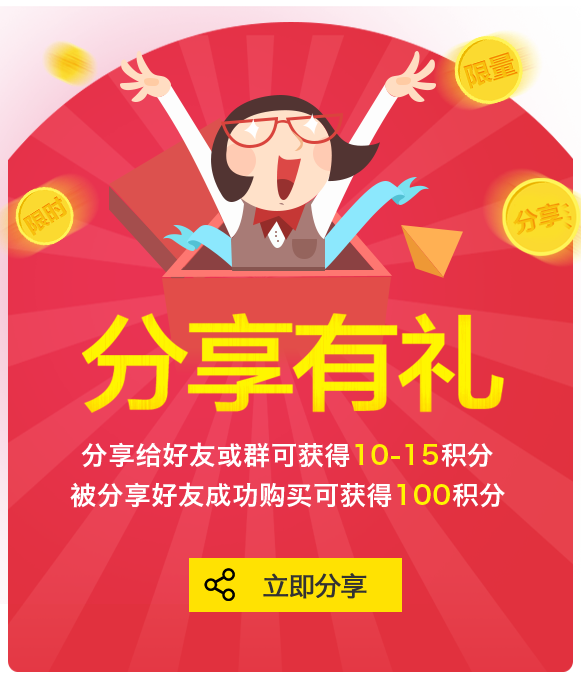 限量
限时
分享
分享有礼
分享给好友或群可获得10-15积分
被分享好友成功购买可获得100积分
立即分享